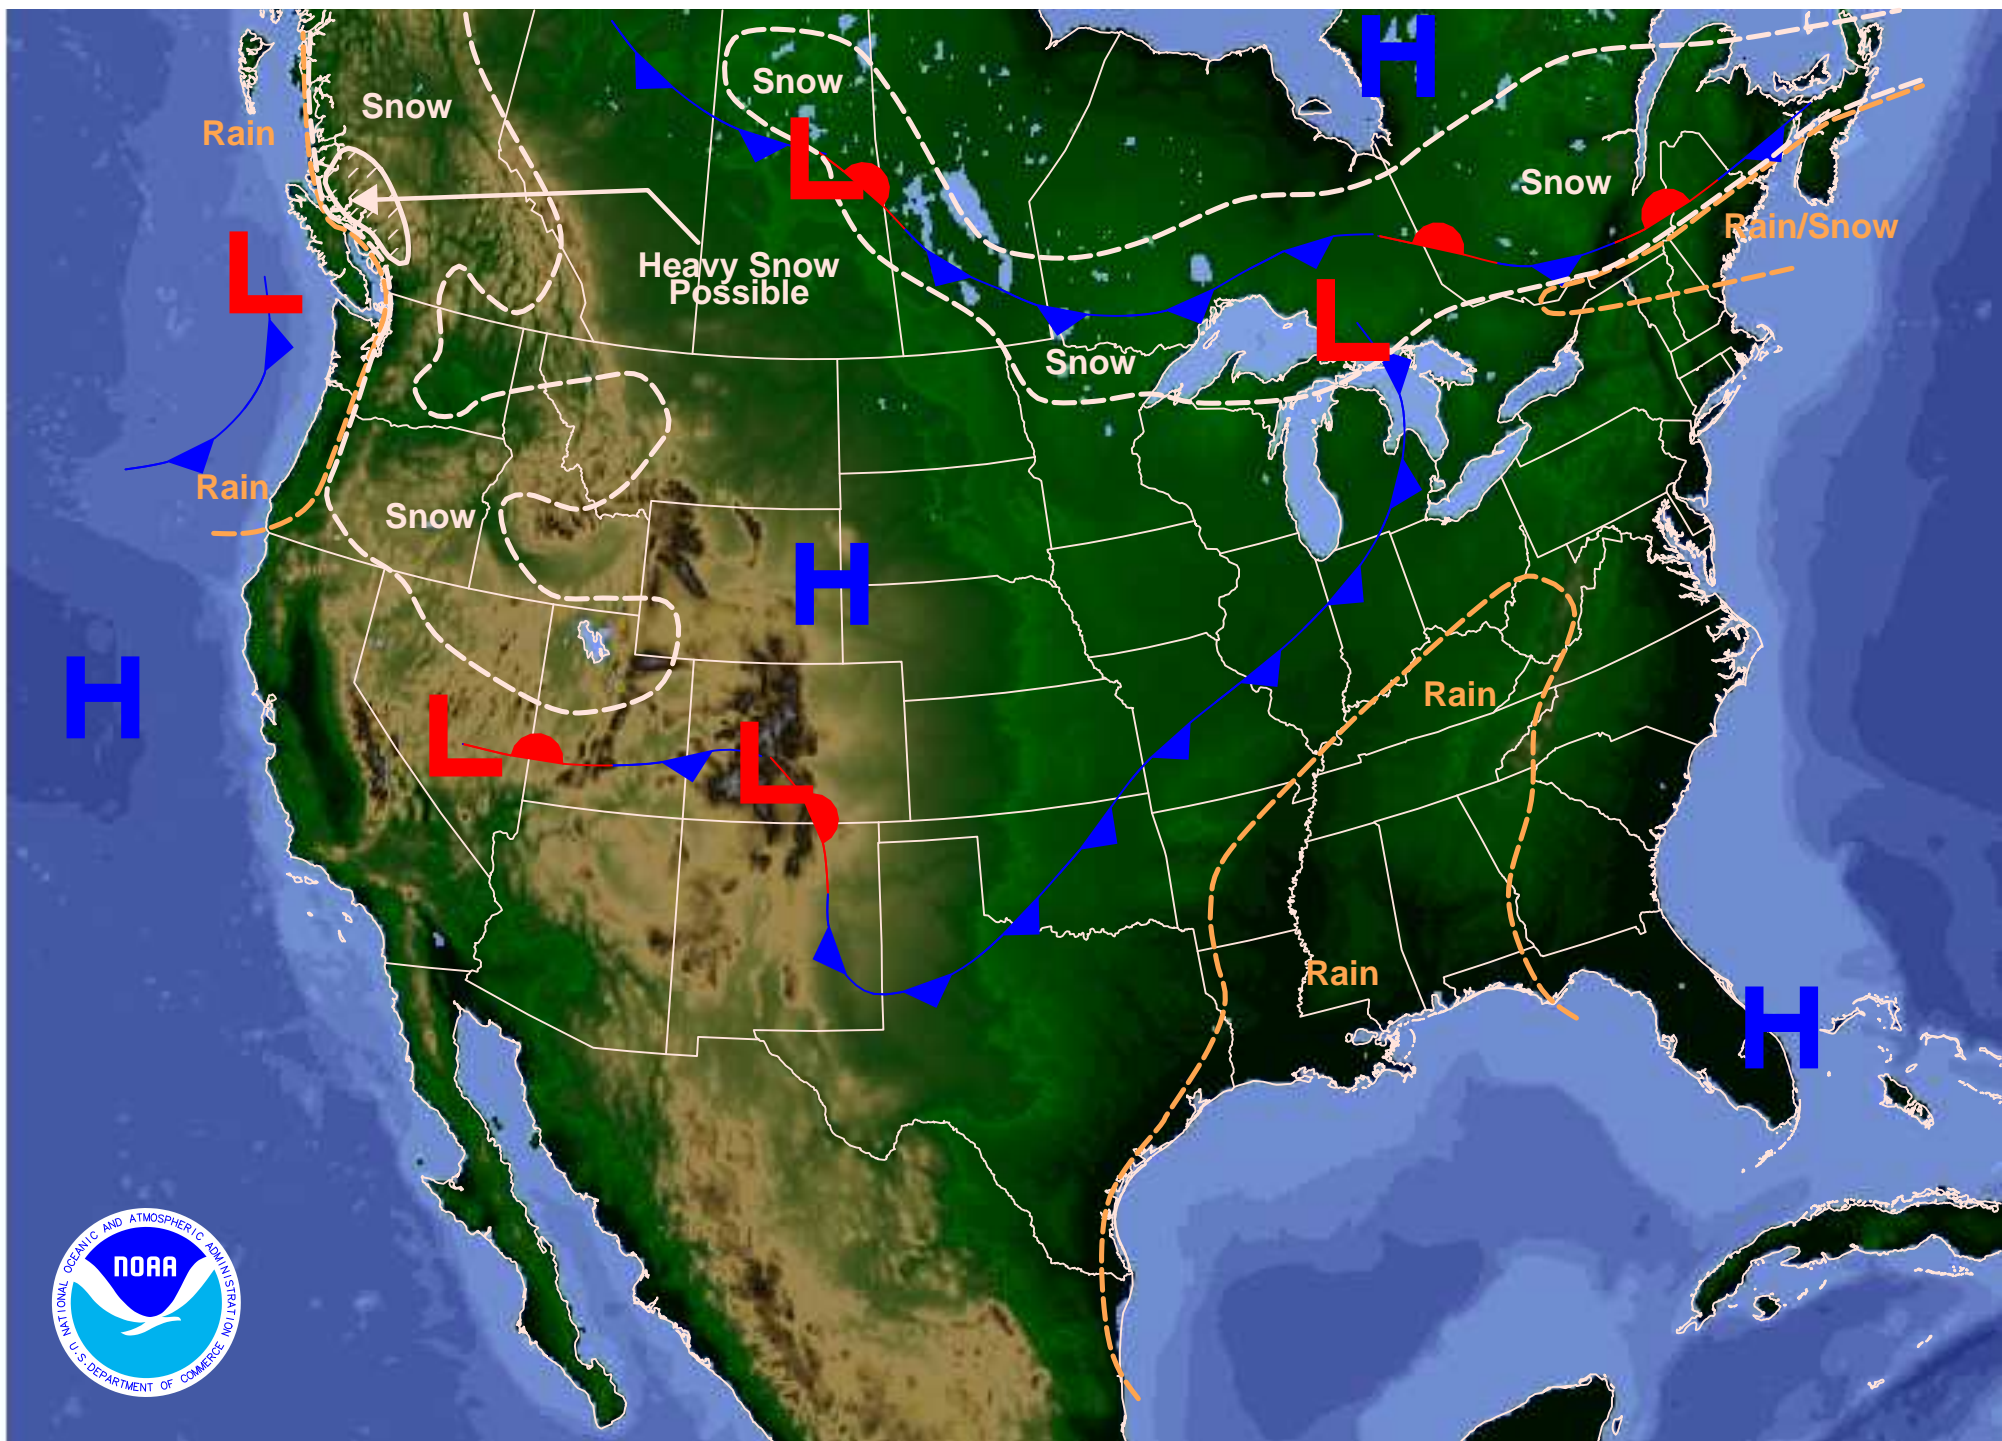 H
Snow
Snow
Rain
L
Snow
Rain/Snow
L
Heavy Snow
Possible
L
Snow
Rain
Snow
H
H
Rain
L
L
Rain
H
NATIONAL OCEANIC AND ATMOSPHERIC ADMINISTRATION
NOAA
U.S. DEPARTMENT OF COMMERCE